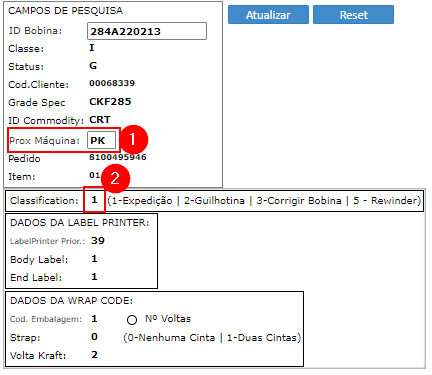 CAMPOS DE PESQUISA
ID Bobina: 284A220213
Atualizar Reset
Classe: I
Status: G
Cod.Cliente: 00068339
Grade Spec CKF285
ID Commodity: CRT
Prox Máquina: PK 1
Pedido 8100495946
Item: 01 2
Classification: 1 (1-Expedição | 2-Guilhotina | 3-Corrigir Bobina | 5 - Rewinder)
DADOS DA LABEL PRINTER:
LabelPrinter Prior.: 39
Body Label: 1
End Label: 1
DADOS DA WRAP CODE:
Cod. Embalagem: 1 Nº Voltas
Strap: 0 (0-Nenhuma Cinta | 1-Duas Cintas)
Volta Kraft: 2